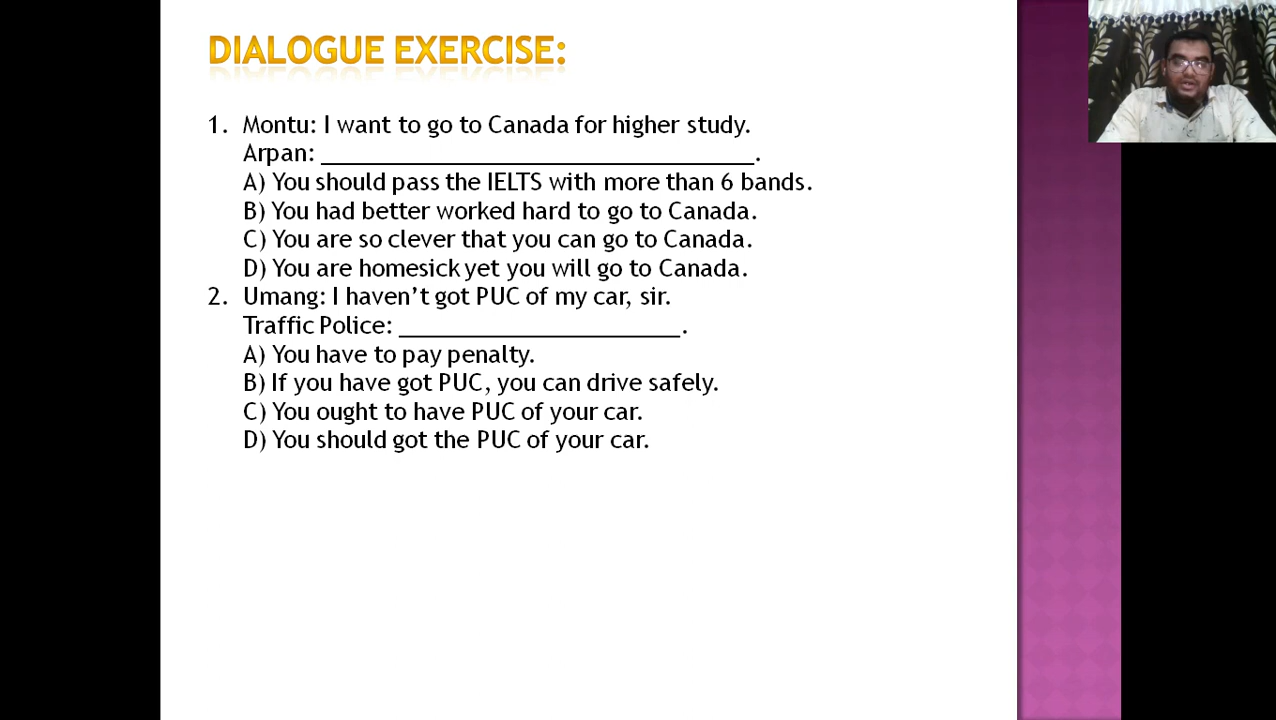 DIALOGUE EXERCISE:
1. Montu: I want to go to Canada for higher study.
Arpan: __________________________________.
A) You should pass the IELTS with more than 6 bands.
B) You had better worked hard to go to Canada.
C) You are so clever that you can go to Canada.
D) You are homesick yet you will go to Canada.
2. Umang: I haven’t got PUC of my car, sir.
Traffic Police: ______________________.
A) You have to pay penalty.
B) If you have got PUC, you can drive safely.
C) You ought to have PUC of your car.
D) You should got the PUC of your car.